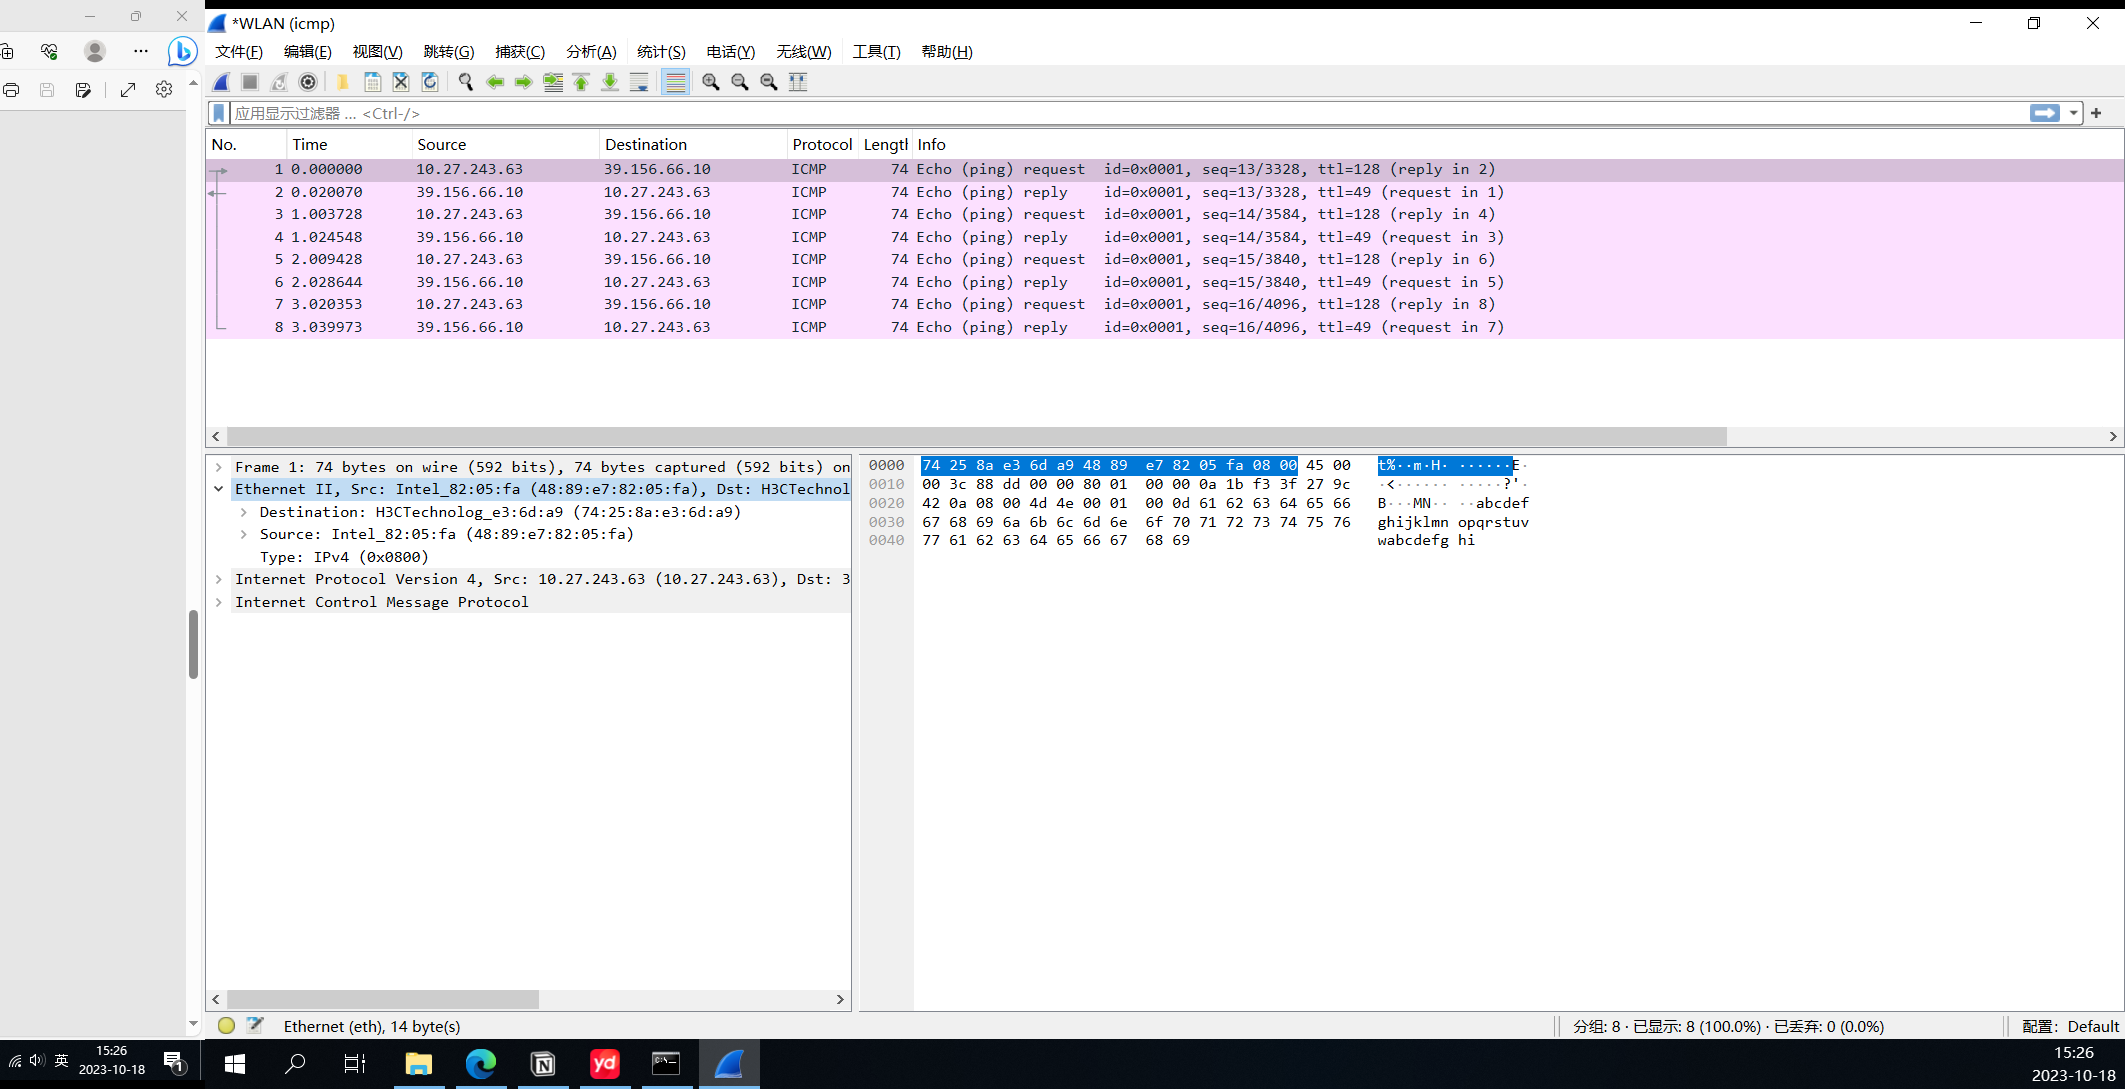 *WLAN (icmp)
文件(F) 编辑(E) 视图(V) 跳转(G) 捕获(C) 分析(A) 统计(S) 电话(Y) 无线(W) 工具(T) 帮助(H)
应用显示过滤器 … <Ctrl-/>
No. Time Source Destination Protocol Length Info
1 0.000000 10.27.243.63 39.156.66.10 ICMP 74 Echo (ping) request id=0x0001, seq=13/3328, ttl=128 (reply in 2)
2 0.020070 39.156.66.10 10.27.243.63 ICMP 74 Echo (ping) reply id=0x0001, seq=13/3328, ttl=49 (request in 1)
3 1.003728 10.27.243.63 39.156.66.10 ICMP 74 Echo (ping) request id=0x0001, seq=14/3584, ttl=128 (reply in 4)
4 1.024548 39.156.66.10 10.27.243.63 ICMP 74 Echo (ping) reply id=0x0001, seq=14/3584, ttl=49 (request in 3)
5 2.009428 10.27.243.63 39.156.66.10 ICMP 74 Echo (ping) request id=0x0001, seq=15/3840, ttl=128 (reply in 6)
6 2.028644 39.156.66.10 10.27.243.63 ICMP 74 Echo (ping) reply id=0x0001, seq=15/3840, ttl=49 (request in 5)
7 3.020353 10.27.243.63 39.156.66.10 ICMP 74 Echo (ping) request id=0x0001, seq=16/4096, ttl=128 (reply in 8)
8 3.039973 39.156.66.10 10.27.243.63 ICMP 74 Echo (ping) reply id=0x0001, seq=16/4096, ttl=49 (request in 7)
Frame 1: 74 bytes on wire (592 bits), 74 bytes captured (592 bits) on
Ethernet II, Src: Intel_82:05:fa (48:89:e7:82:05:fa), Dst: H3CTechnol
Destination: H3CTechnolog_e3:6d:a9 (74:25:8a:e3:6d:a9)
Source: Intel_82:05:fa (48:89:e7:82:05:fa)
Type: IPv4 (0x0800)
Internet Protocol Version 4, Src: 10.27.243.63 (10.27.243.63), Dst: 3
Internet Control Message Protocol
0000 74 25 8a e3 6d a9 48 89 e7 82 05 fa 08 00 45 00 t%··m·H· ······E·
0010 00 3c 88 dd 00 00 80 01 00 00 0a 1b f3 3f 27 9c ·<······ ·····?'·
0020 42 0a 08 00 4d 4e 00 01 00 0d 61 62 63 64 65 66 B···MN·· ··abcdef
0030 67 68 69 6a 6b 6c 6d 6e 6f 70 71 72 73 74 75 76 ghijklmn opqrstuv
0040 77 61 62 63 64 65 66 67 68 69 wabcdefg hi
Ethernet (eth), 14 byte(s)
分组: 8 · 已显示: 8 (100.0%) · 已丢弃: 0 (0.0%)
配置: Default
英
15:26
2023-10-18
1
N
yd
C:\
15:26
2023-10-18